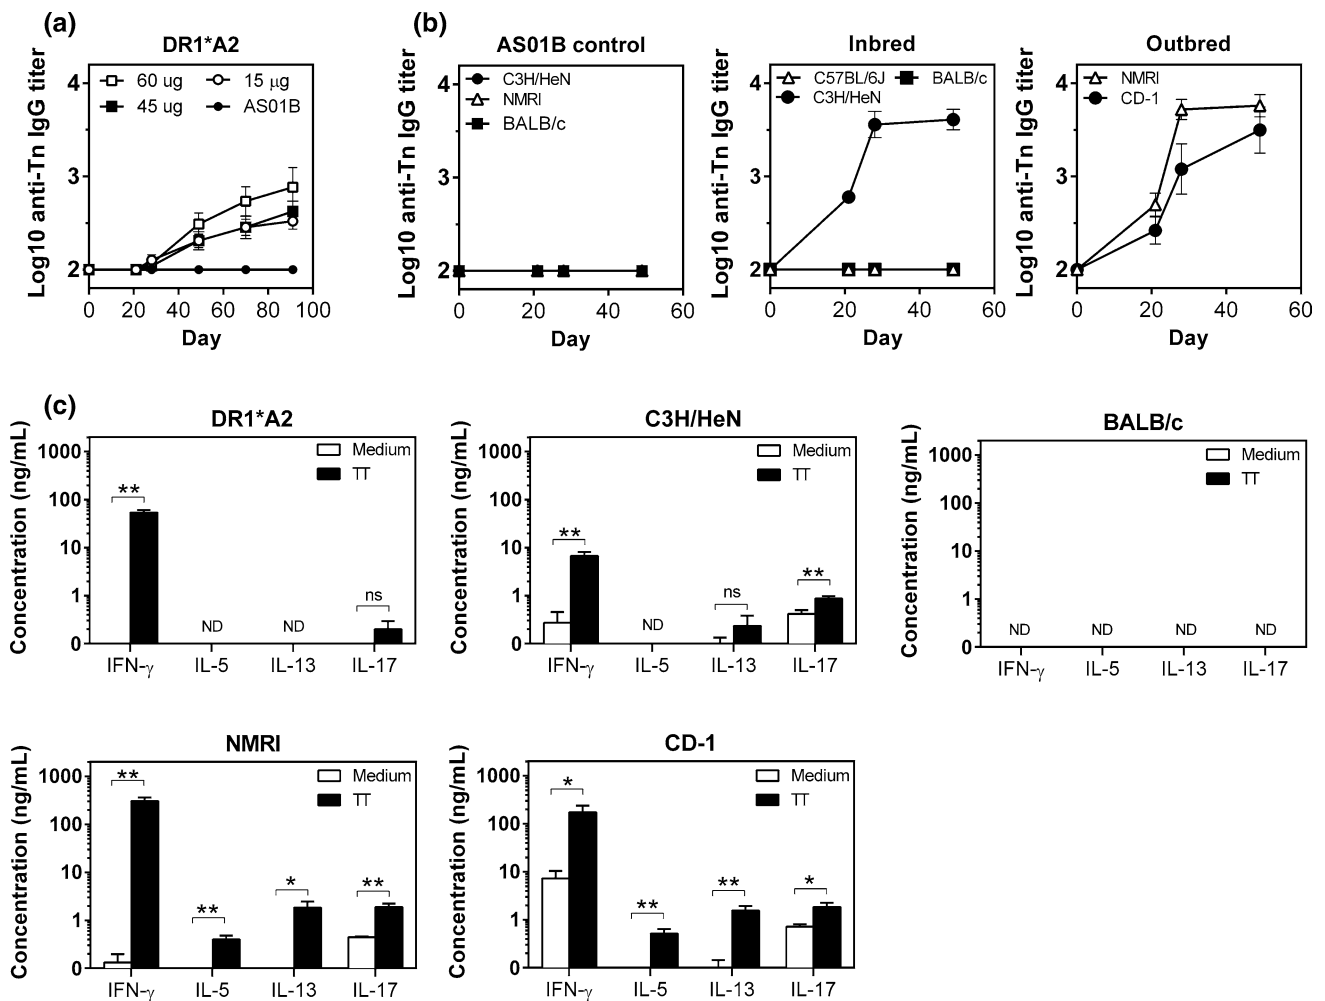 (a)
DR1*A2
Log10 anti-Tn IgG titer
4
3
2
60 ug
15 µg
45 ug
AS01B
0 20 40 60 80 100
Day
(b)
AS01B control
Log10 anti-Tn IgG titer
4
3
2
C3H/HeN
NMRI
BALB/c
0 20 40 60
Day
Inbred
Log10 anti-Tn IgG titer
4
3
2
C57BL/6J
BALB/c
C3H/HeN
0 20 40 60
Day
Outbred
Log10 anti-Tn IgG titer
4
3
2
NMRI
CD-1
0 20 40 60
Day
(c)
DR1*A2
Concentration (ng/mL)
1000
100
10
1
0
Medium
TT
**
ND
ND
ns
IFN-γ IL-5 IL-13 IL-17
C3H/HeN
Concentration (ng/mL)
1000
100
10
1
0
Medium
TT
**
ND
ns
**
IFN-γ IL-5 IL-13 IL-17
BALB/c
Concentration (ng/mL)
1000
100
10
1
0
Medium
TT
ND ND ND ND
IFN-γ IL-5 IL-13 IL-17
NMRI
Concentration (ng/mL)
1000
100
10
1
0
Medium
TT
**
**
*
**
IFN-γ IL-5 IL-13 IL-17
CD-1
Concentration (ng/mL)
1000
100
10
1
0
Medium
TT
*
**
**
*
IFN-γ IL-5 IL-13 IL-17